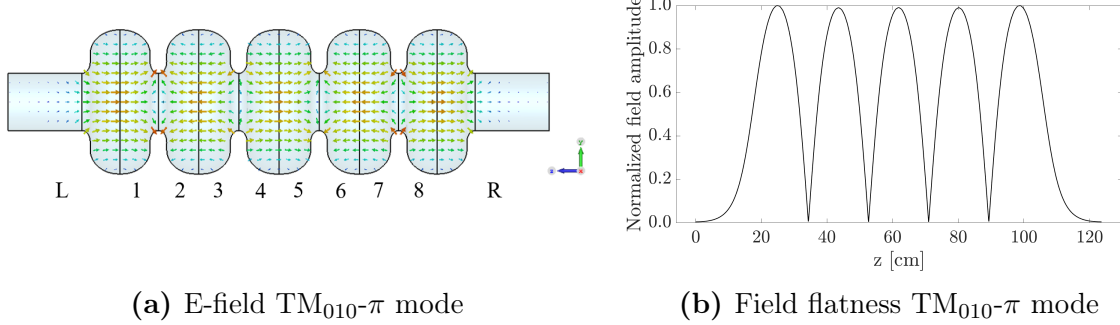 L 1 2 3 4 5 6 7 8 R
y
z
x
Normalized field amplitude
1.0
0.8
0.6
0.4
0.2
0.0
0 20 40 60 80 100 120
z [cm]
(a) E-field TM₀₁₀-π mode
(b) Field flatness TM₀₁₀-π mode